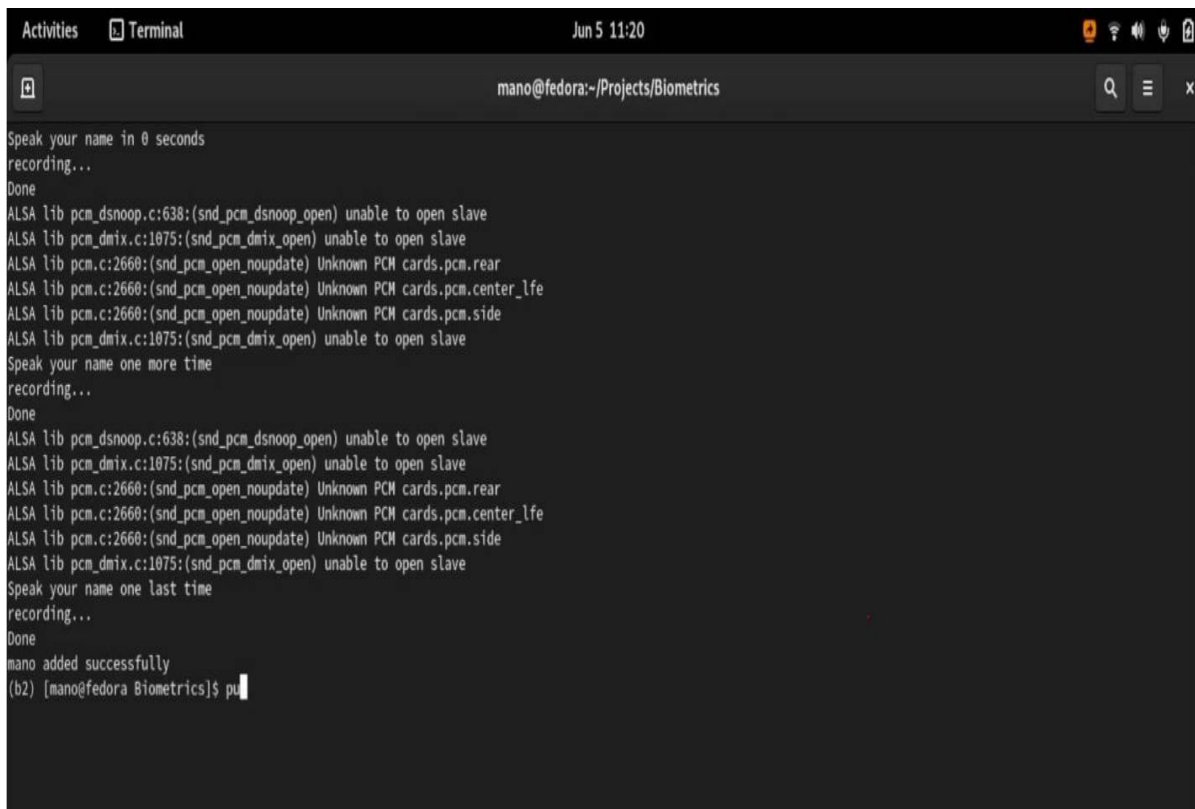 Activities Terminal Jun 5 11:20
mano@fedora:~/Projects/Biometrics
Speak your name in 0 seconds
recording...
Done
ALSA lib pcm_dsnoop.c:638:(snd_pcm_dsnoop_open) unable to open slave
ALSA lib pcm_dmix.c:1075:(snd_pcm_dmix_open) unable to open slave
ALSA lib pcm.c:2660:(snd_pcm_open_noupdate) Unknown PCM cards.pcm.rear
ALSA lib pcm.c:2660:(snd_pcm_open_noupdate) Unknown PCM cards.pcm.center_lfe
ALSA lib pcm.c:2660:(snd_pcm_open_noupdate) Unknown PCM cards.pcm.side
ALSA lib pcm_dmix.c:1075:(snd_pcm_dmix_open) unable to open slave
Speak your name one more time
recording...
Done
ALSA lib pcm_dsnoop.c:638:(snd_pcm_dsnoop_open) unable to open slave
ALSA lib pcm_dmix.c:1075:(snd_pcm_dmix_open) unable to open slave
ALSA lib pcm.c:2660:(snd_pcm_open_noupdate) Unknown PCM cards.pcm.rear
ALSA lib pcm.c:2660:(snd_pcm_open_noupdate) Unknown PCM cards.pcm.center_lfe
ALSA lib pcm.c:2660:(snd_pcm_open_noupdate) Unknown PCM cards.pcm.side
ALSA lib pcm_dmix.c:1075:(snd_pcm_dmix_open) unable to open slave
Speak your name one last time
recording...
Done
mano added successfully
(b2) [mano@fedora Biometrics]$ pu